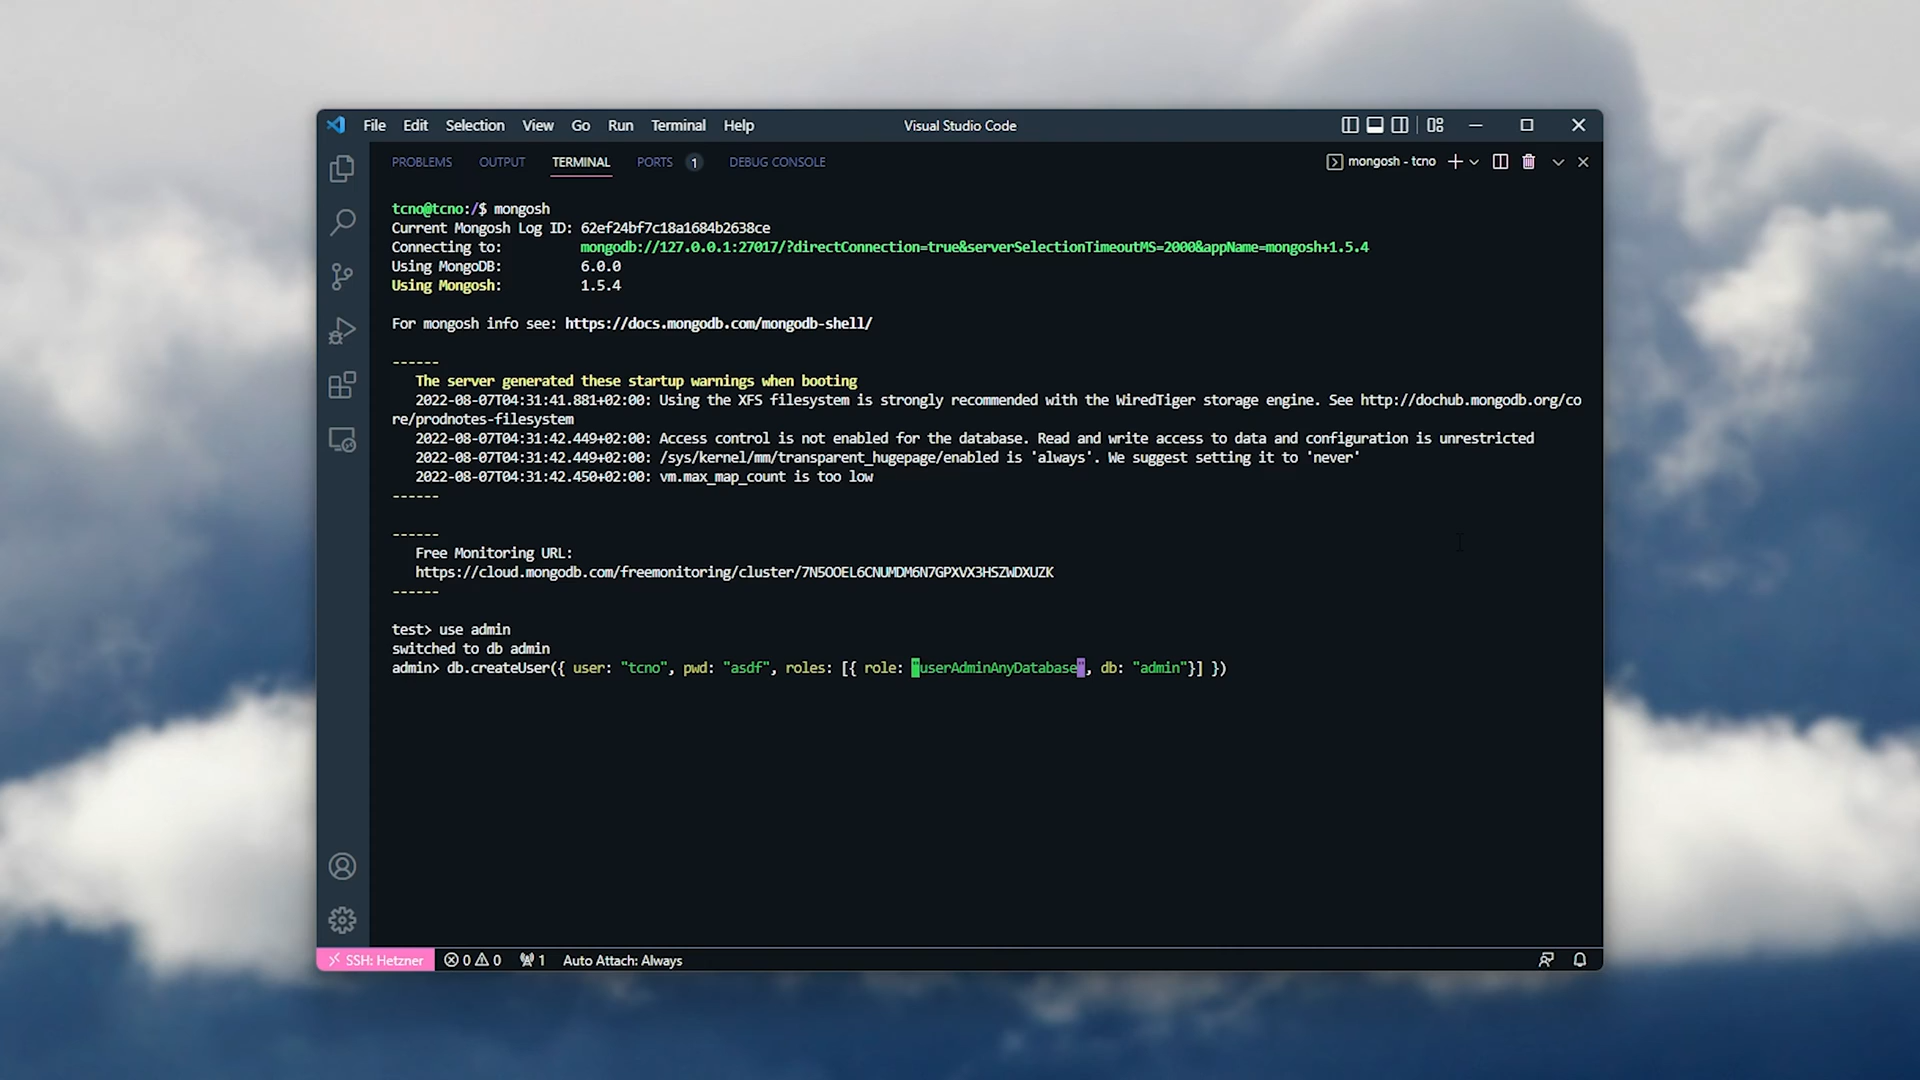 File Edit Selection View Go Run Terminal Help Visual Studio Code
PROBLEMS OUTPUT TERMINAL PORTS 1 DEBUG CONSOLE mongosh - tcno
tcno@tcno:/$ mongosh
Current Mongosh Log ID: 62ef24bf7c18a1684b2638ce
Connecting to: mongodb://127.0.0.1:27017/?directConnection=true&serverSelectionTimeoutMS=2000&appName=mongosh+1.5.4
Using MongoDB: 6.0.0
Using Mongosh: 1.5.4
For mongosh info see: https://docs.mongodb.com/mongodb-shell/
------
The server generated these startup warnings when booting
2022-08-07T04:31:41.881+02:00: Using the XFS filesystem is strongly recommended with the WiredTiger storage engine. See http://dochub.mongodb.org/co
re/prodnotes-filesystem
2022-08-07T04:31:42.449+02:00: Access control is not enabled for the database. Read and write access to data and configuration is unrestricted
2022-08-07T04:31:42.449+02:00: /sys/kernel/mm/transparent_hugepage/enabled is 'always'. We suggest setting it to 'never'
2022-08-07T04:31:42.450+02:00: vm.max_map_count is too low
------
------
Free Monitoring URL:
https://cloud.mongodb.com/freemonitoring/cluster/7N5OOEL6CNUMDM6N7GPXVX3HSZWDXUZK
------
test> use admin
switched to db admin
admin> db.createUser({ user: "tcno", pwd: "asdf", roles: [{ role: "userAdminAnyDatabase", db: "admin"}] })
SSH: Hetzner 0 0 1 Auto Attach: Always